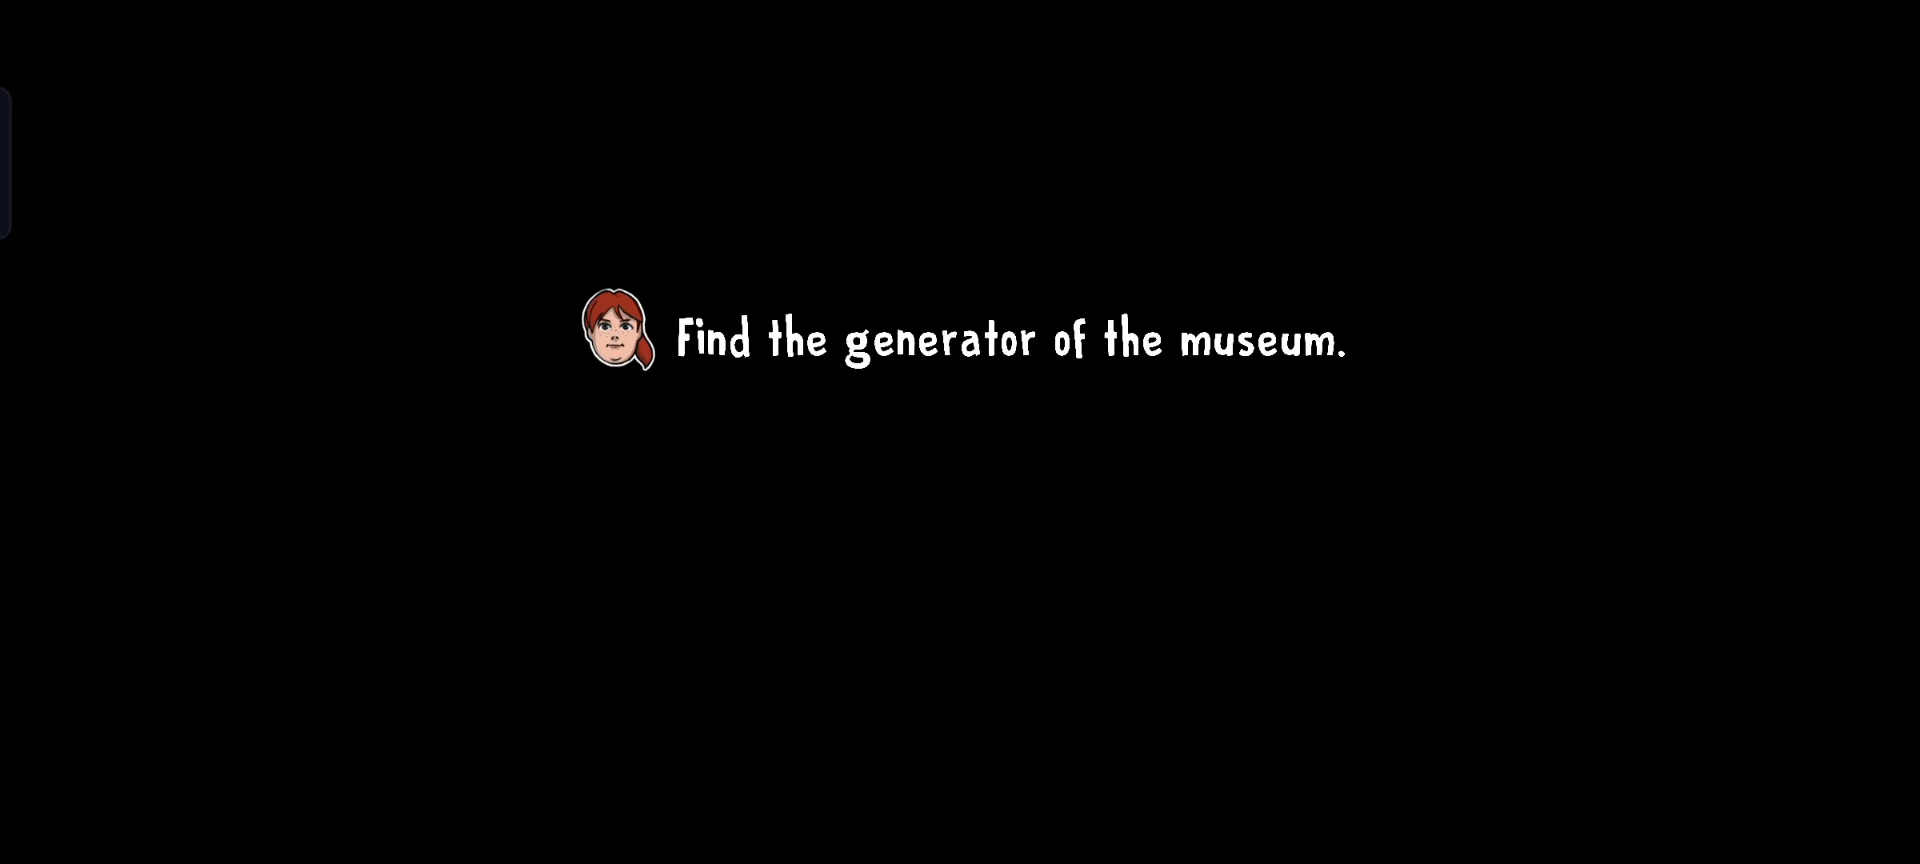 Find the generator of the museum.